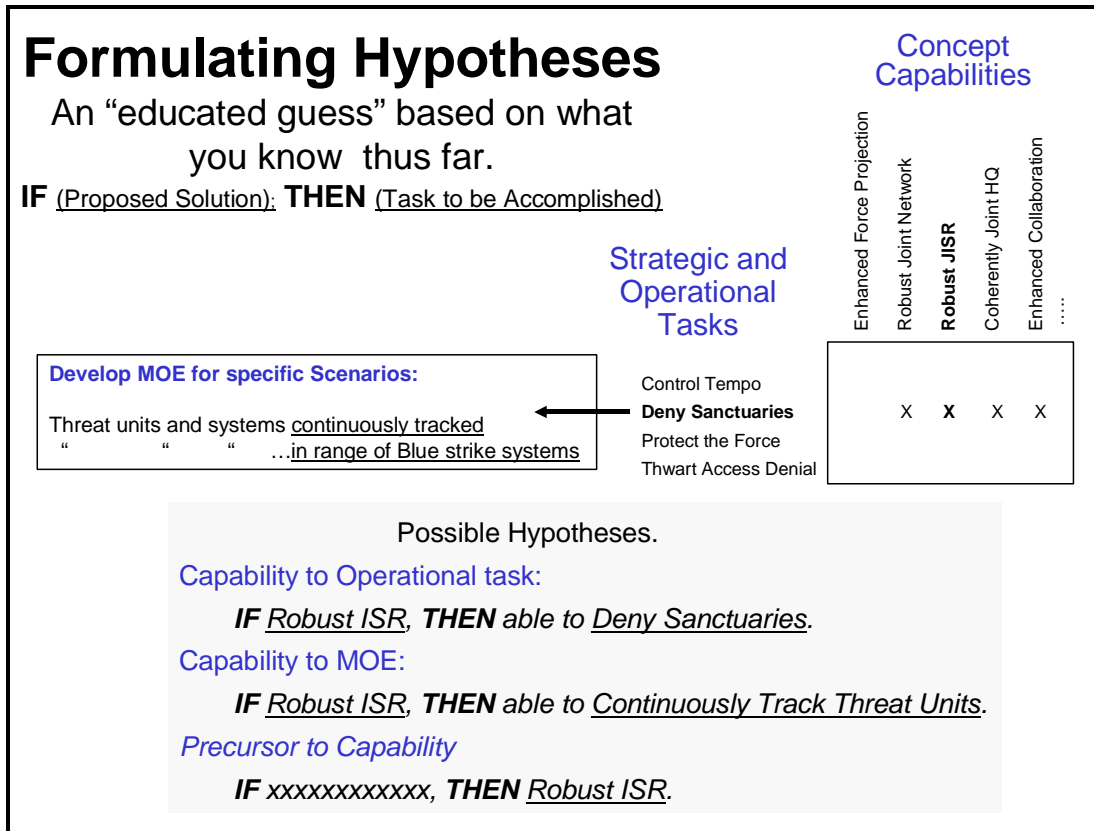 Formulating Hypotheses
An “educated guess” based on what
you know thus far.
IF (Proposed Solution); THEN (Task to be Accomplished)
Concept
Capabilities
Enhanced Force Projection
Robust Joint Network
Robust JISR
Coherently Joint HQ
Enhanced Collaboration
.....
Strategic and
Operational
Tasks
Develop MOE for specific Scenarios:
Threat units and systems continuously tracked
“ “ “ …in range of Blue strike systems
Control Tempo
Deny Sanctuaries X X X X
Protect the Force
Thwart Access Denial
Possible Hypotheses.
Capability to Operational task:
IF Robust ISR, THEN able to Deny Sanctuaries.
Capability to MOE:
IF Robust ISR, THEN able to Continuously Track Threat Units.
Precursor to Capability
IF xxxxxxxxxxxx, THEN Robust ISR.